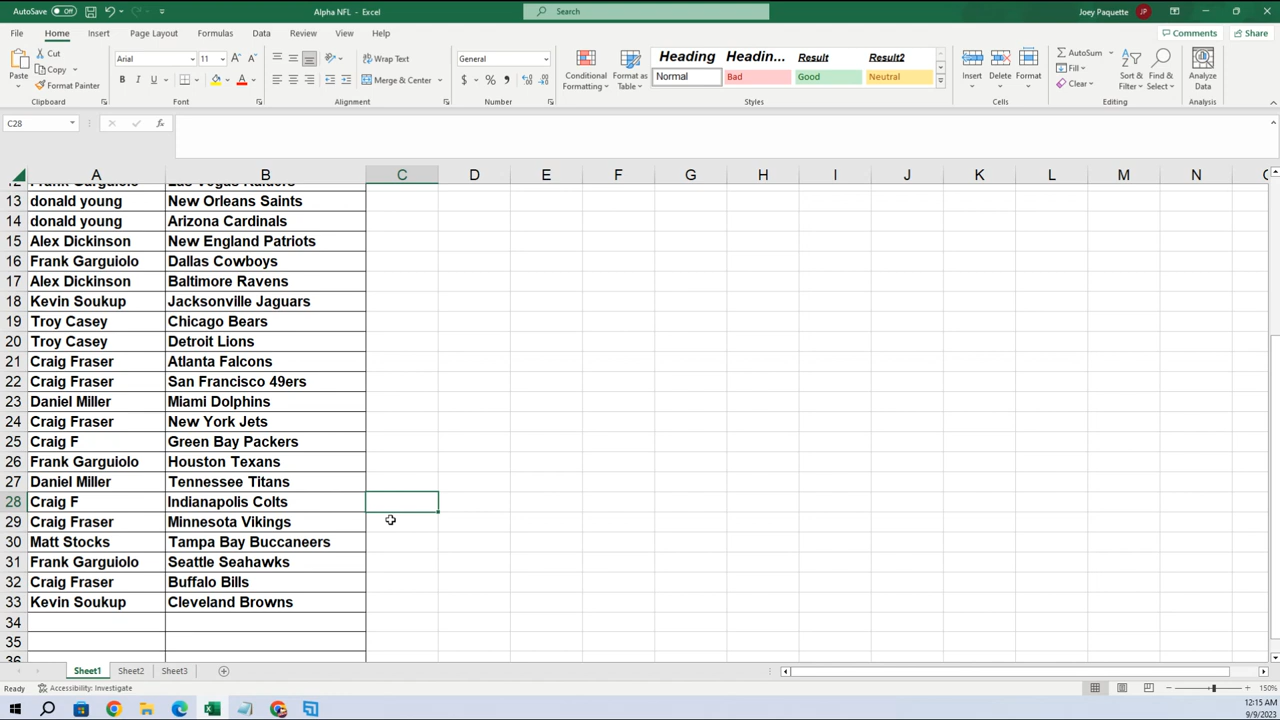 AutoSave Off Alpha NFL - Excel Search Joey Paquette JP
File Home Insert Page Layout Formulas Data Review View Help Comments Share
Paste Cut Copy Format Painter Clipboard
Arial 11 B I U A Font
Wrap Text Merge & Center Alignment
General $ % , Number
Conditional Formatting Format as Table Heading Headin... Result Result2 Normal Bad Good Neutral Styles
Insert Delete Format Cells
AutoSum Fill Clear Sort & Filter Find & Select Editing
Analyze Data Analysis
C28 fx
A B C D E F G H I J K L M N
12 Frank Garguiolo Las Vegas Raiders
13 donald young New Orleans Saints
14 donald young Arizona Cardinals
15 Alex Dickinson New England Patriots
16 Frank Garguiolo Dallas Cowboys
17 Alex Dickinson Baltimore Ravens
18 Kevin Soukup Jacksonville Jaguars
19 Troy Casey Chicago Bears
20 Troy Casey Detroit Lions
21 Craig Fraser Atlanta Falcons
22 Craig Fraser San Francisco 49ers
23 Daniel Miller Miami Dolphins
24 Craig Fraser New York Jets
25 Craig F Green Bay Packers
26 Frank Garguiolo Houston Texans
27 Daniel Miller Tennessee Titans
28 Craig F Indianapolis Colts
29 Craig Fraser Minnesota Vikings
30 Matt Stocks Tampa Bay Buccaneers
31 Frank Garguiolo Seattle Seahawks
32 Craig Fraser Buffalo Bills
33 Kevin Soukup Cleveland Browns
34
35
36
Sheet1 Sheet2 Sheet3
Ready Accessibility: Investigate 150%
12:15 AM
9/9/2023